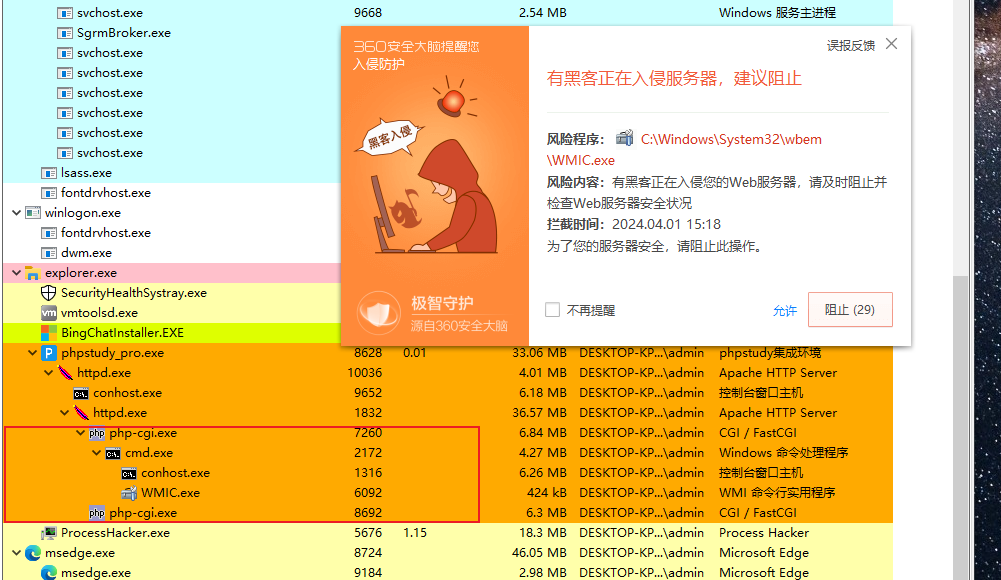 svchost.exe 9668 2.54 MB Windows 服务主进程
SgrmBroker.exe
svchost.exe
svchost.exe
svchost.exe
svchost.exe
svchost.exe
svchost.exe
lsass.exe
fontdrvhost.exe
winlogon.exe
fontdrvhost.exe
dwm.exe
explorer.exe
SecurityHealthSystray.exe
vm vmtoolsd.exe
BingChatInstaller.EXE
360安全大脑提醒您
入侵防护
黑客入侵
极智守护
源自360安全大脑
误报反馈
有黑客正在入侵服务器，建议阻止
风险程序： C:\Windows\System32\wbem
\WMIC.exe
风险内容：有黑客正在入侵您的Web服务器，请及时阻止并
检查Web服务器安全状况
拦截时间：2024.04.01 15:18
为了您的服务器安全，请阻止此操作。
不再提醒 允许 阻止 (29)
P phpstudy_pro.exe 8628 0.01 33.06 MB DESKTOP-KP...\admin phpstudy集成环境
httpd.exe 10036 4.01 MB DESKTOP-KP...\admin Apache HTTP Server
conhost.exe 9652 6.18 MB DESKTOP-KP...\admin 控制台窗口主机
httpd.exe 1832 36.57 MB DESKTOP-KP...\admin Apache HTTP Server
php php-cgi.exe 7260 6.84 MB DESKTOP-KP...\admin CGI / FastCGI
cmd.exe 2172 4.27 MB DESKTOP-KP...\admin Windows 命令处理程序
conhost.exe 1316 6.26 MB DESKTOP-KP...\admin 控制台窗口主机
WMIC.exe 6092 424 kB DESKTOP-KP...\admin WMI 命令行实用程序
php php-cgi.exe 8692 6.3 MB DESKTOP-KP...\admin CGI / FastCGI
ProcessHacker.exe 5676 1.15 18.3 MB DESKTOP-KP...\admin Process Hacker
msedge.exe 8724 46.05 MB DESKTOP-KP...\admin Microsoft Edge
msedge.exe 9184 2.98 MB DESKTOP-KP...\admin Microsoft Edge